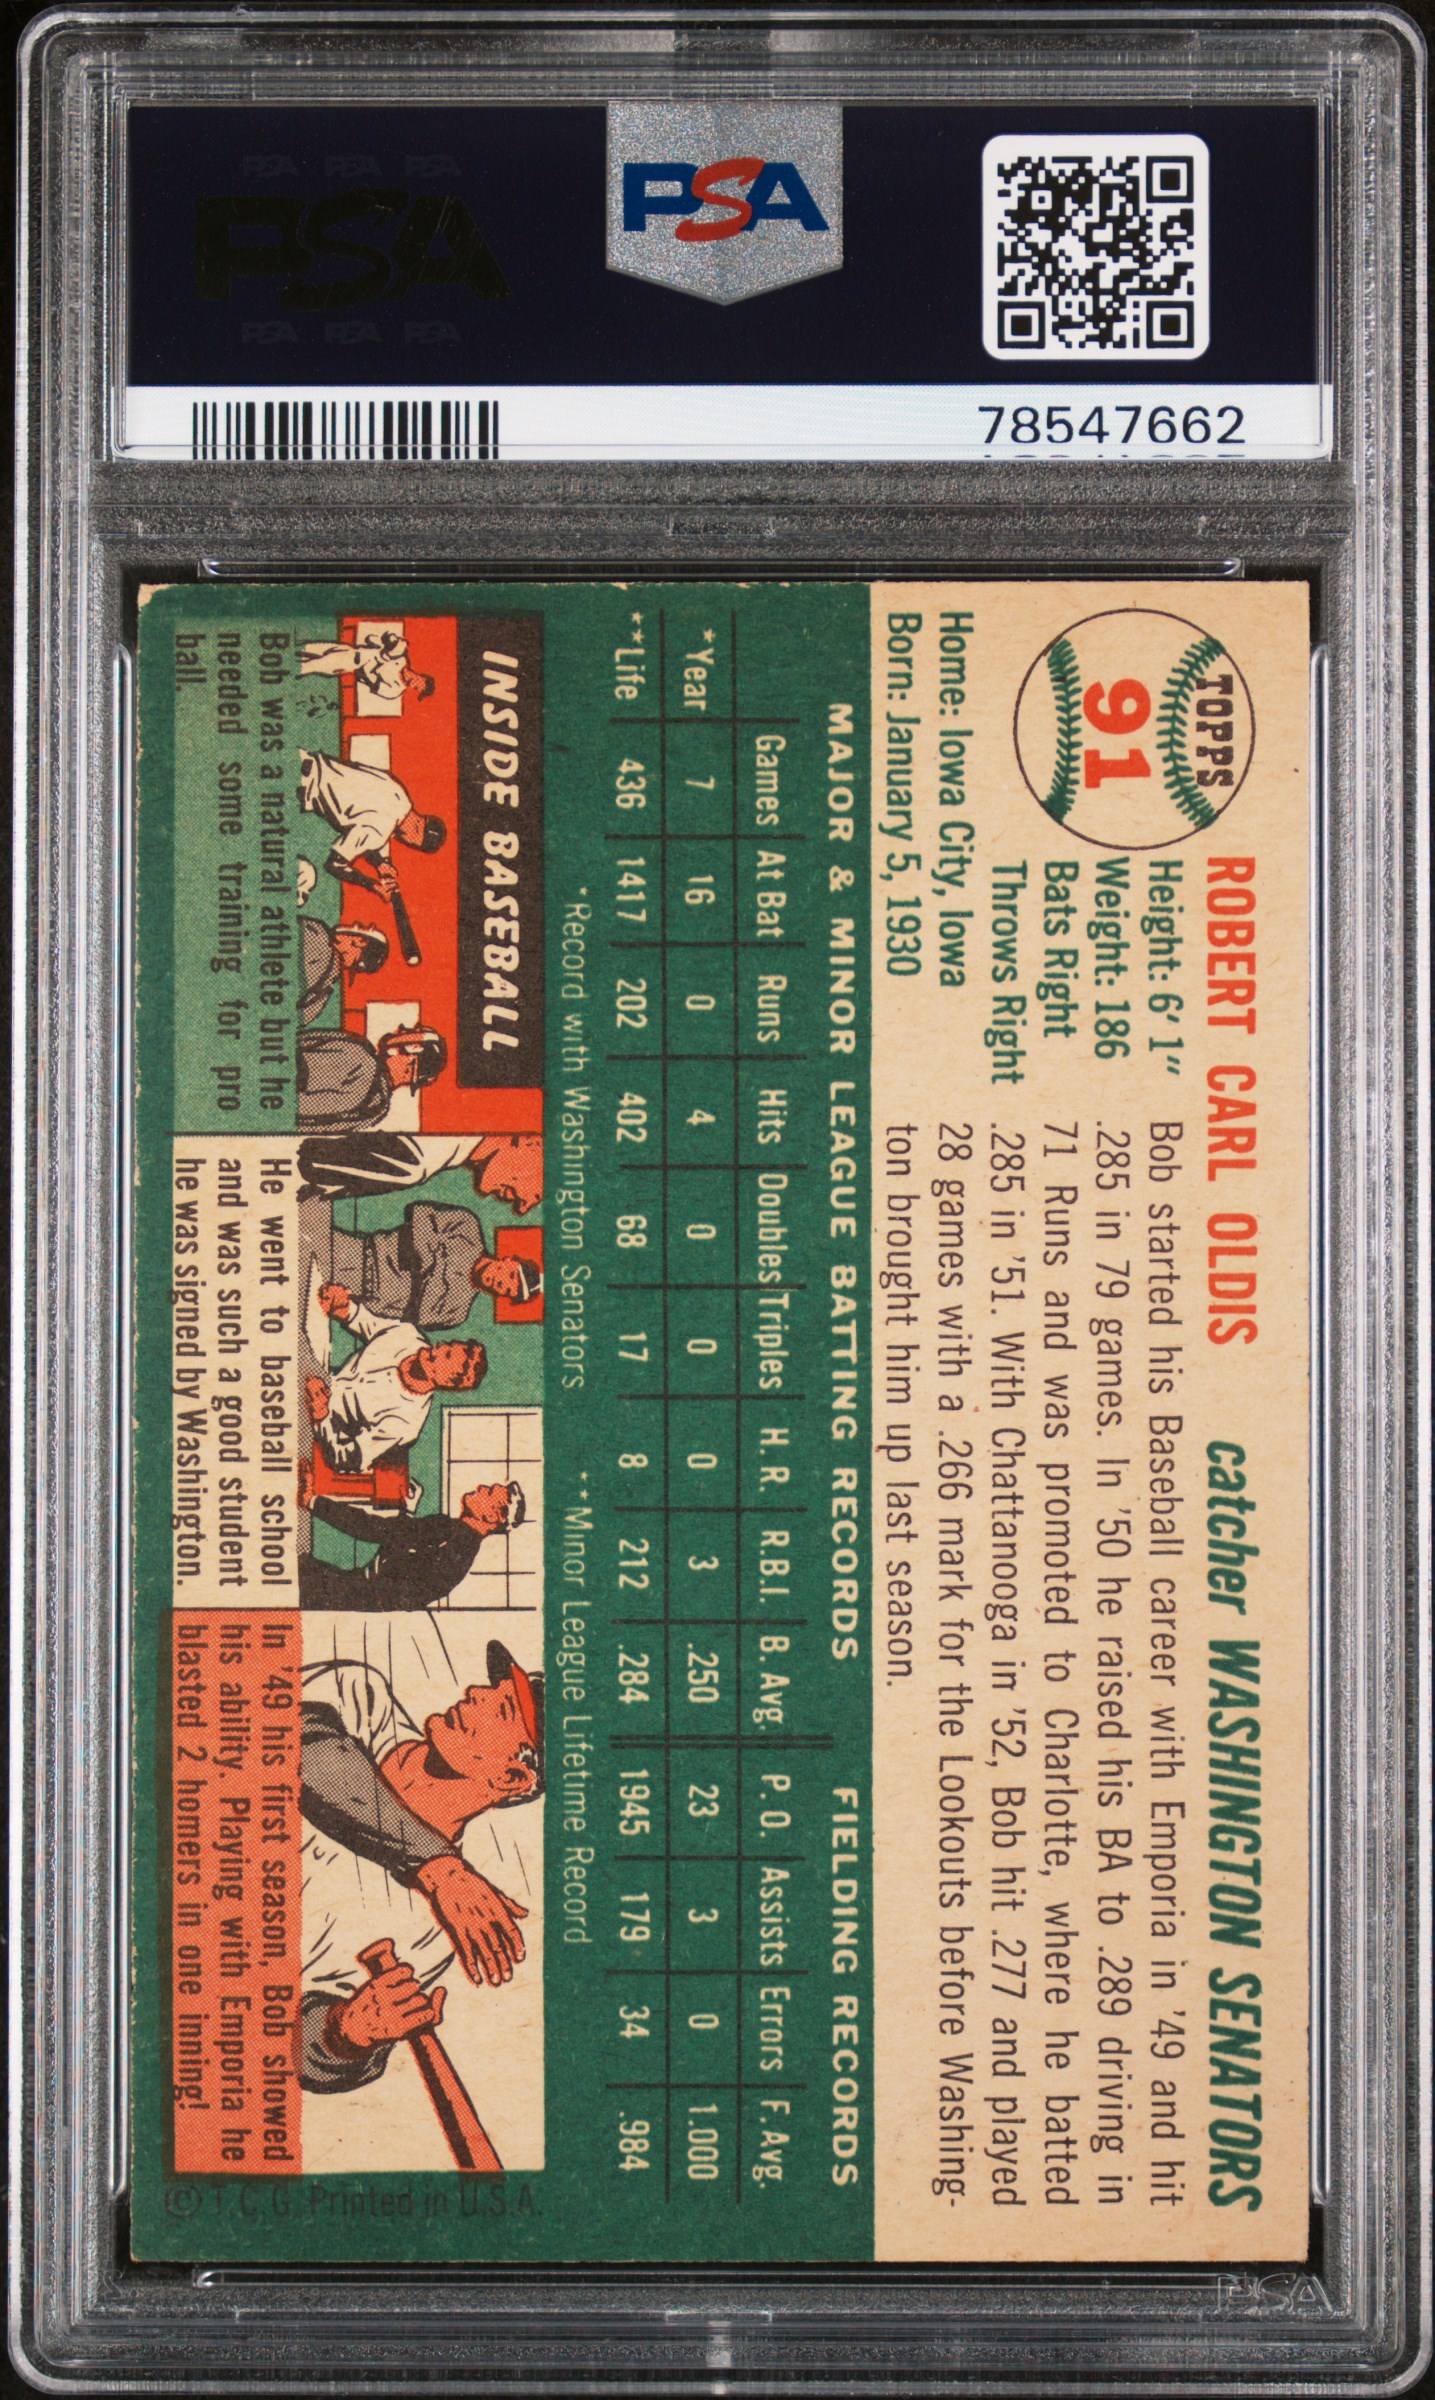 PSA PSA PSA
PSA
PSA PSA PSA
PSA
78547662
TOPPS
91
ROBERT CARL OLDIS
catcher WASHINGTON SENATORS
Height: 6' 1"
Weight: 186
Bats Right
Throws Right
Home: Iowa City, Iowa
Born: January 5, 1930
Bob started his Baseball career with Emporia in '49 and hit
.285 in 79 games. In '50 he raised his BA to .289 driving in
71 Runs and was promoted to Charlotte, where he batted
.285 in '51. With Chattanooga in '52, Bob hit .277 and played
28 games with a .266 mark for the Lookouts before Washing-
ton brought him up last season.
MAJOR & MINOR LEAGUE BATTING RECORDS FIELDING RECORDS
Games At Bat Runs Hits Doubles Triples H. R. R.B.I. B. Avg. P. O. Assists Errors F. Avg.
*Year 7 16 0 4 0 0 0 3 .250 23 3 0 1.000
**Life 436 1417 202 402 68 17 8 212 .284 1945 179 34 .984
*Record with Washington Senators **Minor League Lifetime Record
INSIDE BASEBALL
Bob was a natural athlete but he
needed some training for pro
ball.
He went to baseball school
and was such a good student
he was signed by Washington.
In '49 his first season, Bob showed
his ability. Playing with Emporia he
blasted 2 homers in one inning!
© T.C.G. Printed in U.S.A.
PSA